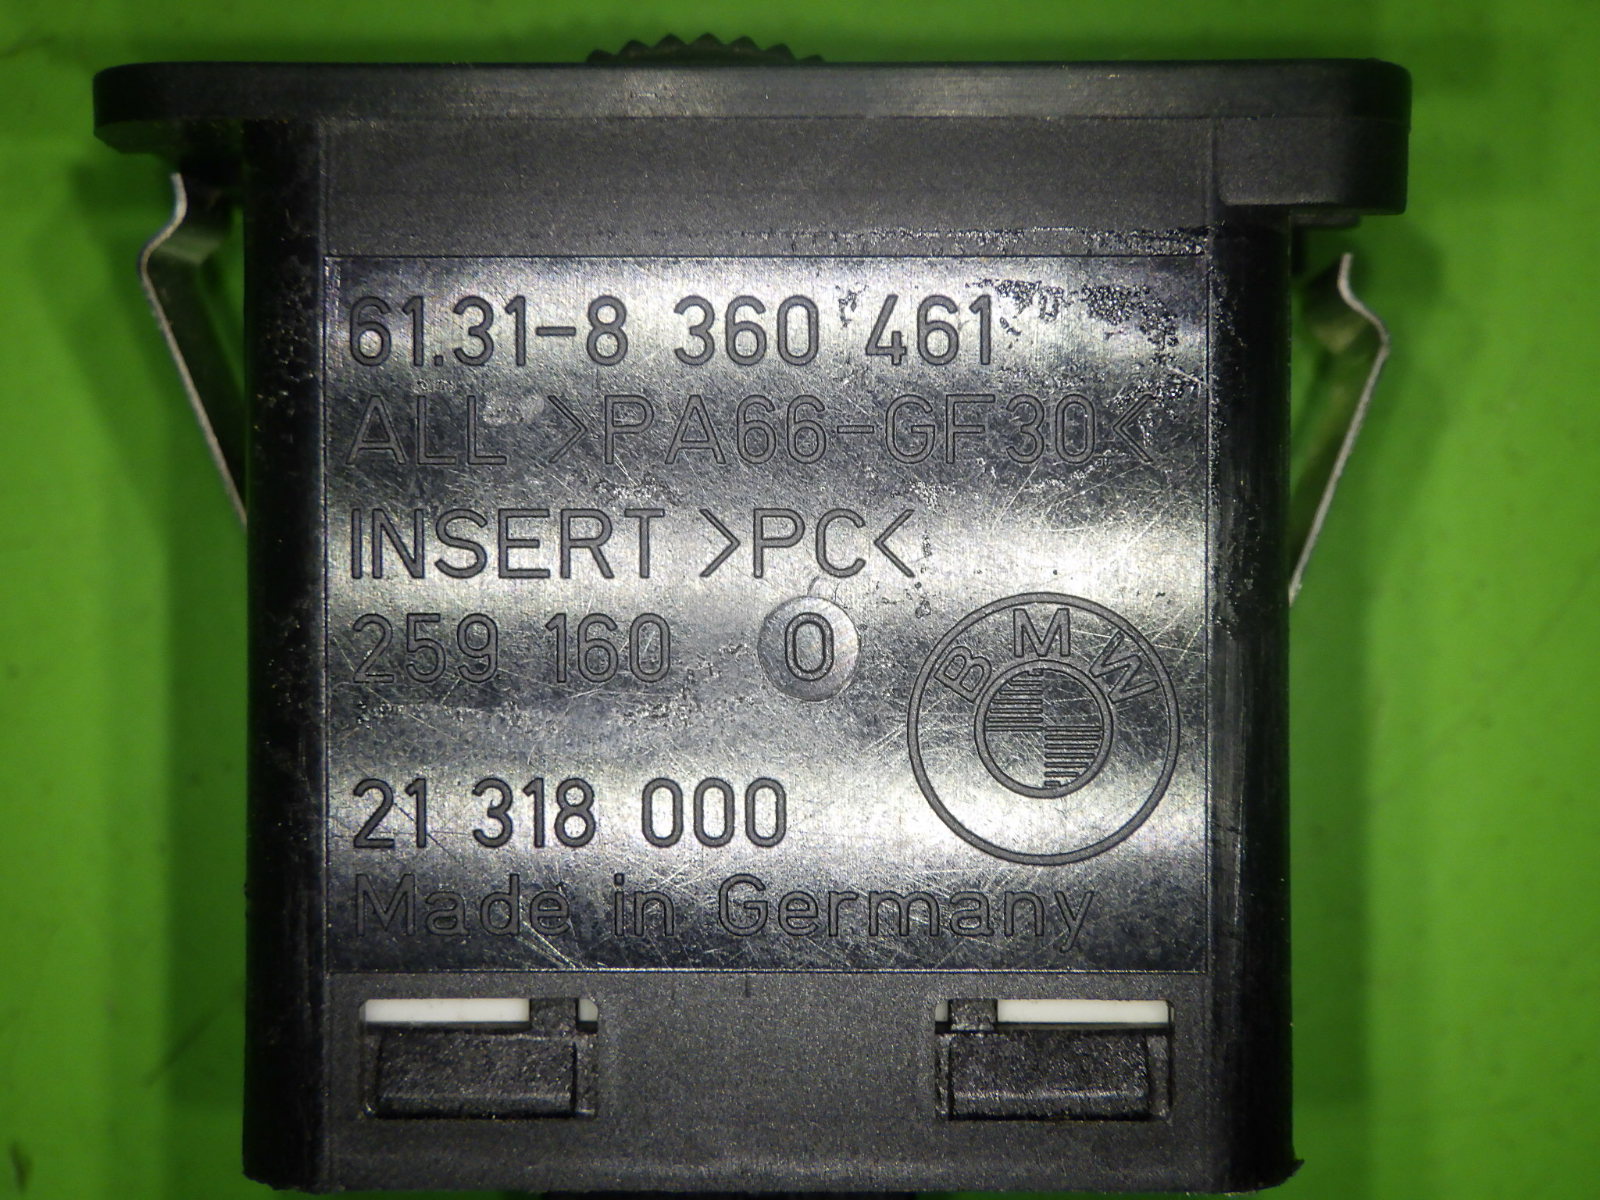 61.31-8 360 461
ALL >PA66-GF30<
INSERT >PC<
259 160 0
BMW
21 318 000
Made in Germany